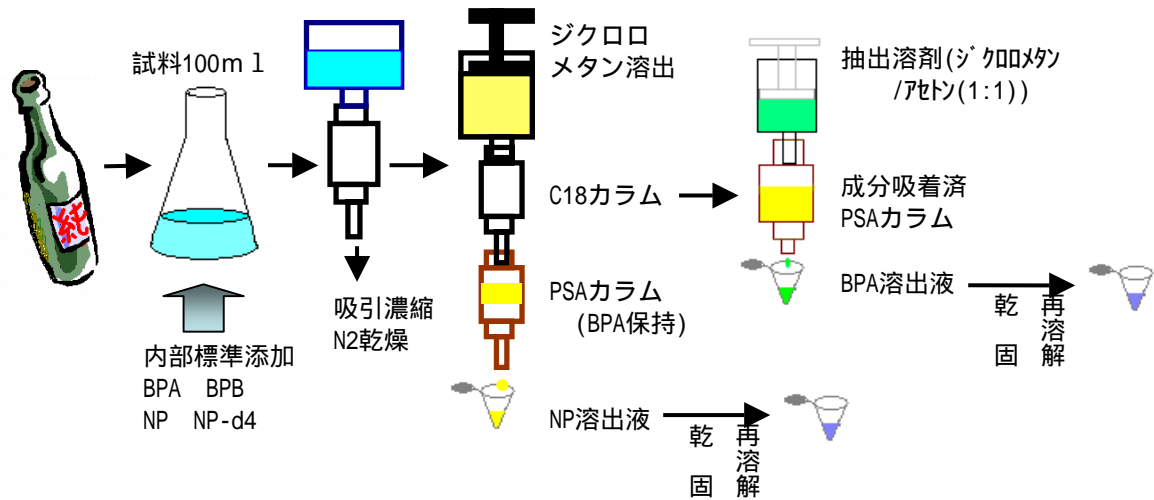 試料100ml
内部標準添加
BPA BPB
NP NP-d4
吸引濃縮
N2乾燥
ジクロロ
メタン溶出
C18カラム
PSAカラム
(BPA保持)
NP溶出液
乾固
再溶解
抽出溶剤(ジクロロメタン
/アセトン(1:1))
成分吸着済
PSAカラム
BPA溶出液
乾固
再溶解
純